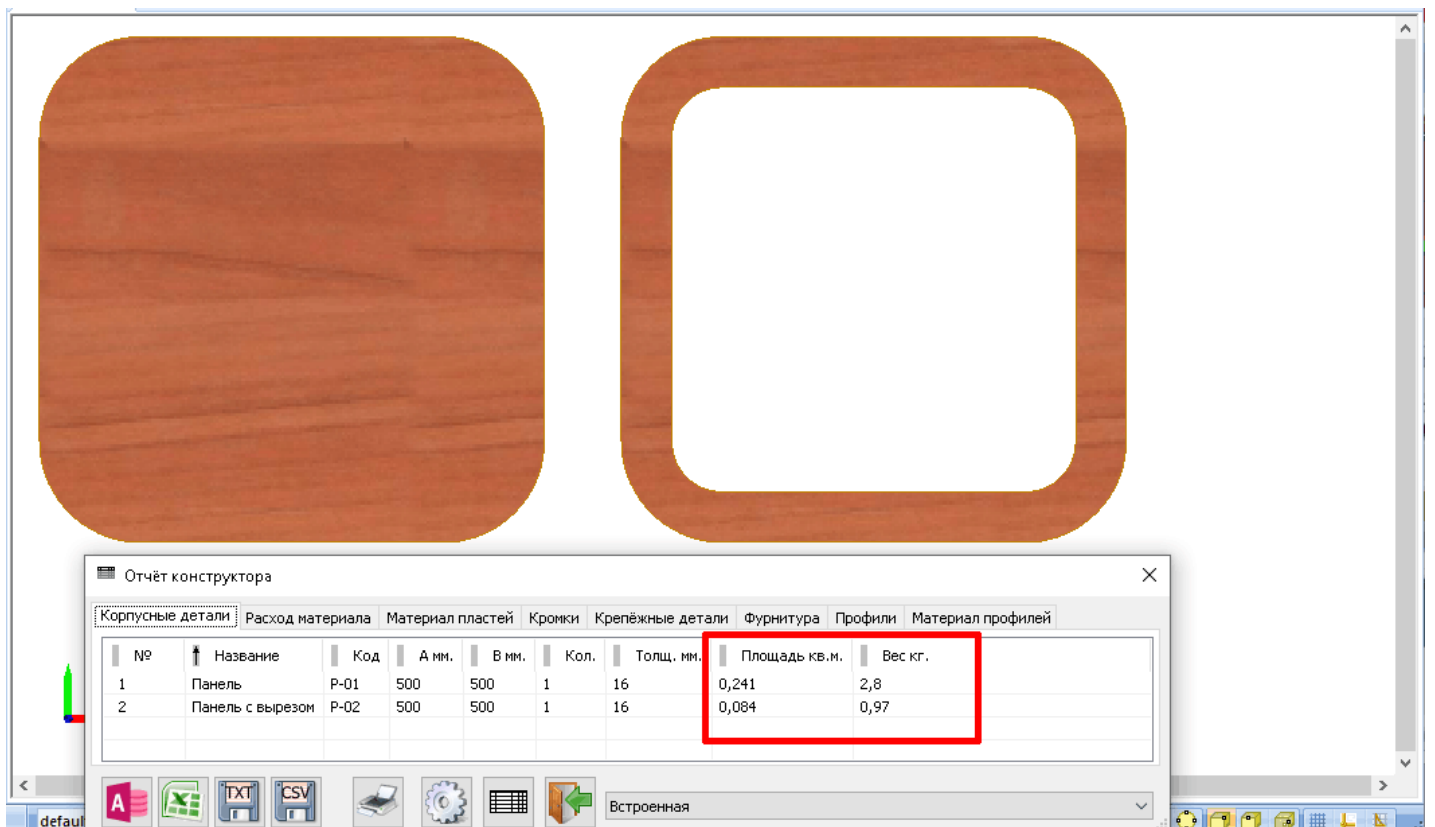 Отчёт конструктора
Корпусные детали Расход материала Материал пластей Кромки Крепёжные детали Фурнитура Профили Материал профилей
№ Название Код А мм. В мм. Кол. Толщ. мм. Площадь кв.м. Вес кг.
1 Панель Р-01 500 500 1 16 0,241 2,8
2 Панель с вырезом Р-02 500 500 1 16 0,084 0,97
A TXT CSV Встроенная
defaul